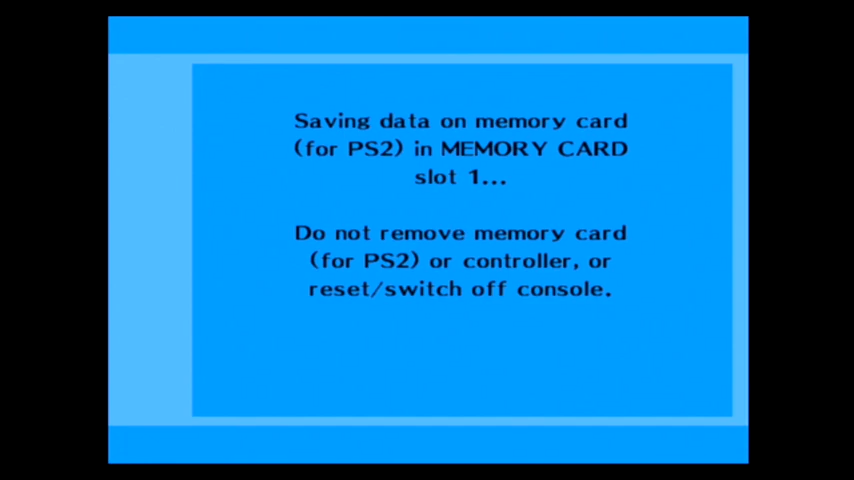 Saving data on memory card
(for PS2) in MEMORY CARD
slot 1...
Do not remove memory card
(for PS2) or controller, or
reset/switch off console.